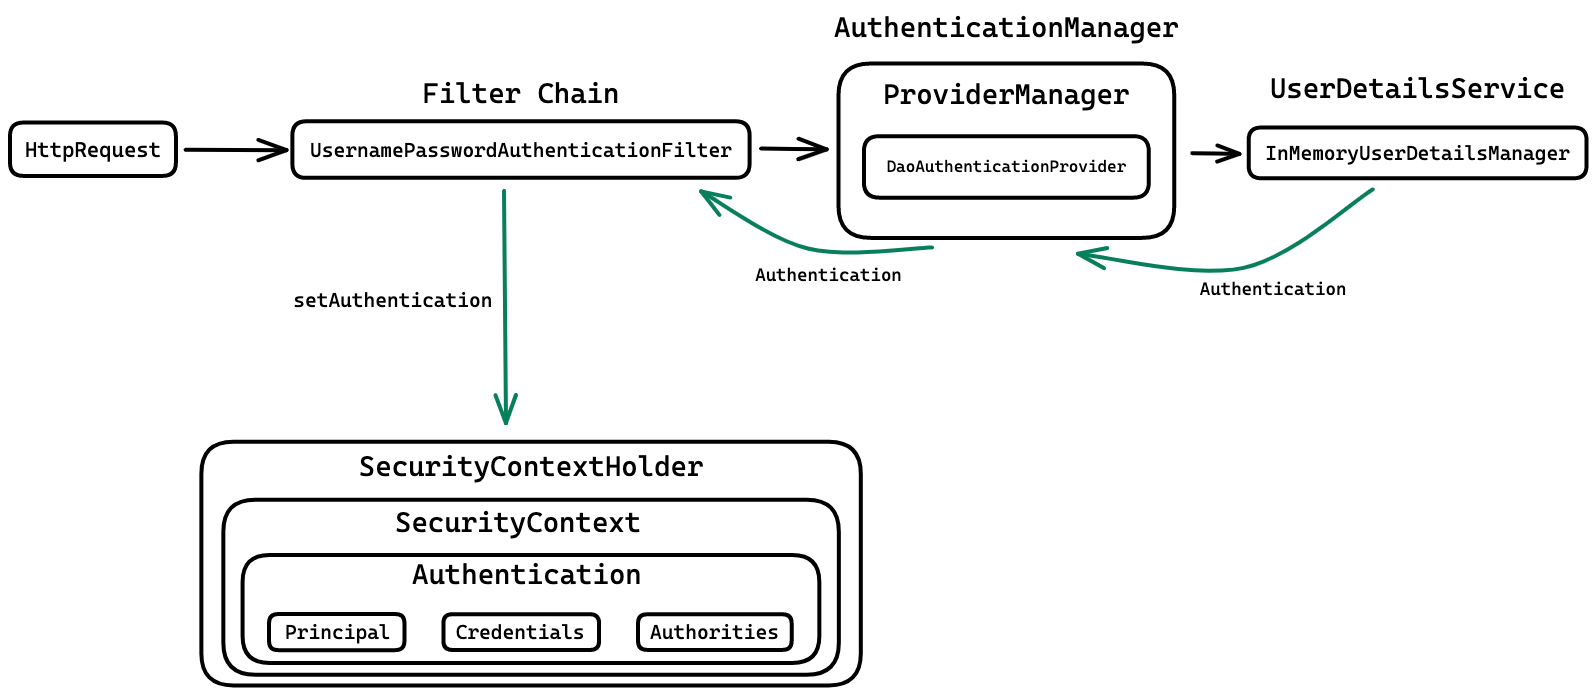 AuthenticationManager
Filter Chain
ProviderManager
UserDetailsService
HttpRequest
UsernamePasswordAuthenticationFilter
DaoAuthenticationProvider
InMemoryUserDetailsManager
Authentication
Authentication
setAuthentication
SecurityContextHolder
SecurityContext
Authentication
Principal
Credentials
Authorities